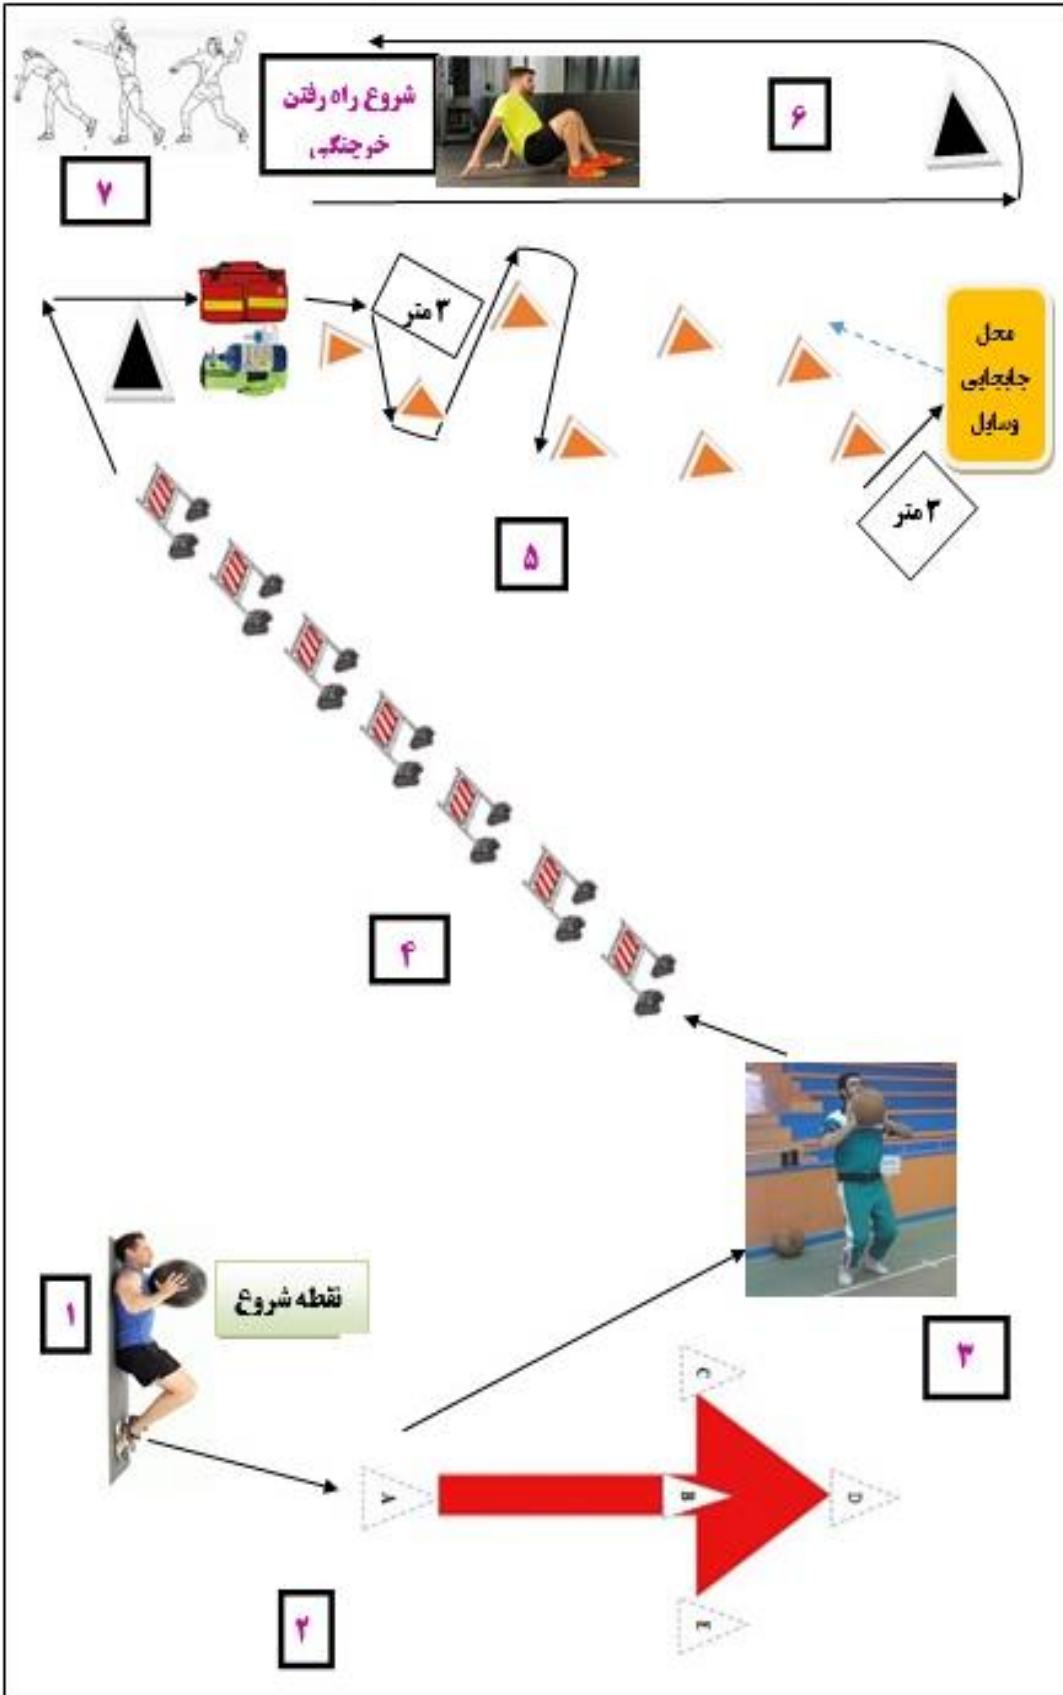 شروع راه رفتن
خرچنگی
۶
۷
۳ متر
محل
جابجایی
وسایل
۳ متر
۵
۴
نقطه شروع
۱
۳
C
A
B
D
E
۲